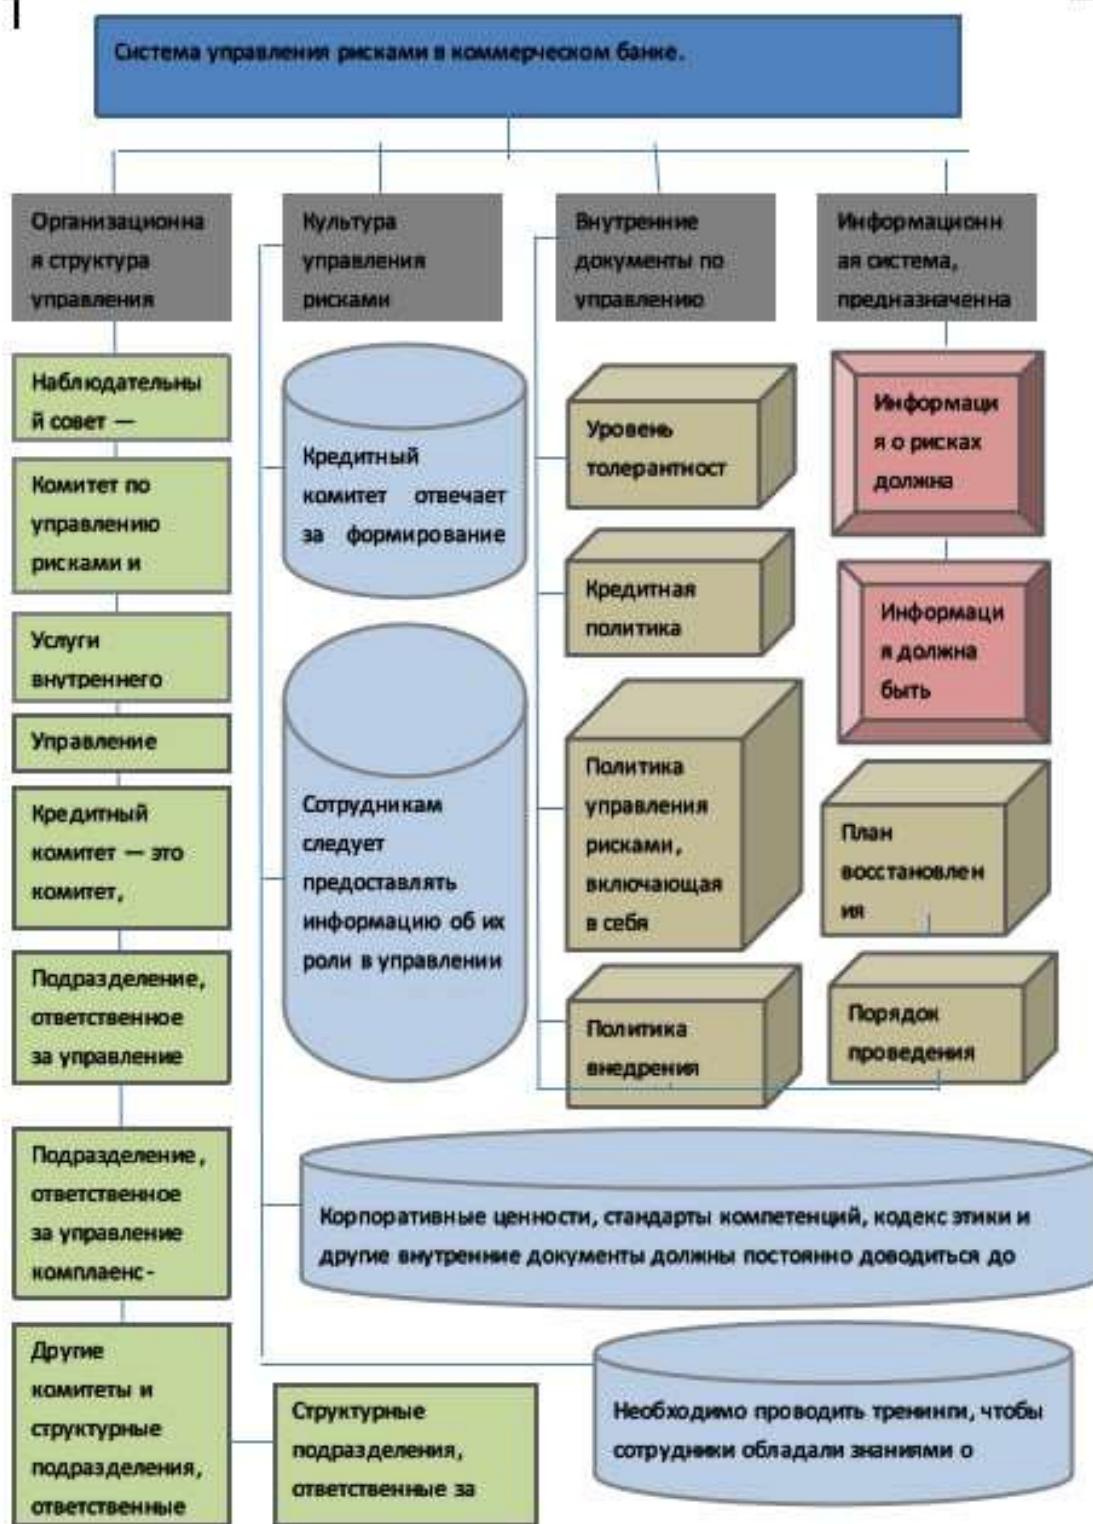 Система управления рисками в коммерческом банке.
Организационна
я структура
управления
Культура
управления
рисками
Внутренние
документы по
управлению
Информационн
ая система,
предназначенна
Наблюдательны
й совет —
Комитет по
управлению
рисками и
Услуги
внутреннего
Управление
Кредитный
комитет — это
комитет,
Подразделение,
ответственное
за управление
Подразделение,
ответственное
за управление
комплаенс-
Другие
комитеты и
структурные
подразделения,
ответственные
Структурные
подразделения,
ответственные за
Кредитный
комитет отвечает
за формирование
Сотрудникам
следует
предоставлять
информацию об их
роли в управлении
Корпоративные ценности, стандарты компетенций, кодекс этики и
другие внутренние документы должны постоянно доводиться до
Необходимо проводить тренинги, чтобы
сотрудники обладали знаниями о
Уровень
толерантност
Кредитная
политика
Политика
управления
рисками,
включающая
в себя
Политика
внедрения
План
восстановлен
ия
Порядок
проведения
Информаци
я о рисках
должна
Информаци
я должна
быть